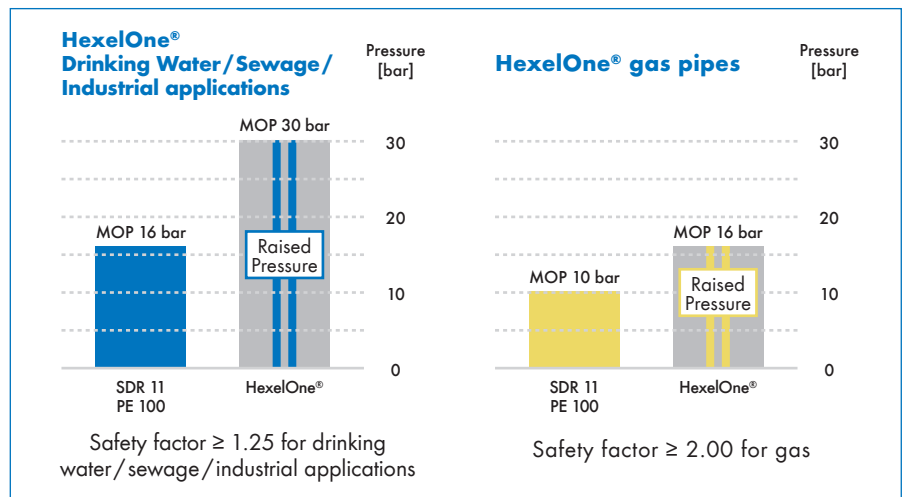 HexelOne®
Drinking Water/Sewage/
Industrial applications
Pressure
[bar]
MOP 30 bar
30
20
MOP 16 bar
Raised
Pressure
10
0
SDR 11
PE 100
HexelOne®
Safety factor ≥ 1.25 for drinking
water/sewage/industrial applications
HexelOne® gas pipes
Pressure
[bar]
30
20
MOP 16 bar
MOP 10 bar
Raised
Pressure
10
0
SDR 11
PE 100
HexelOne®
Safety factor ≥ 2.00 for gas